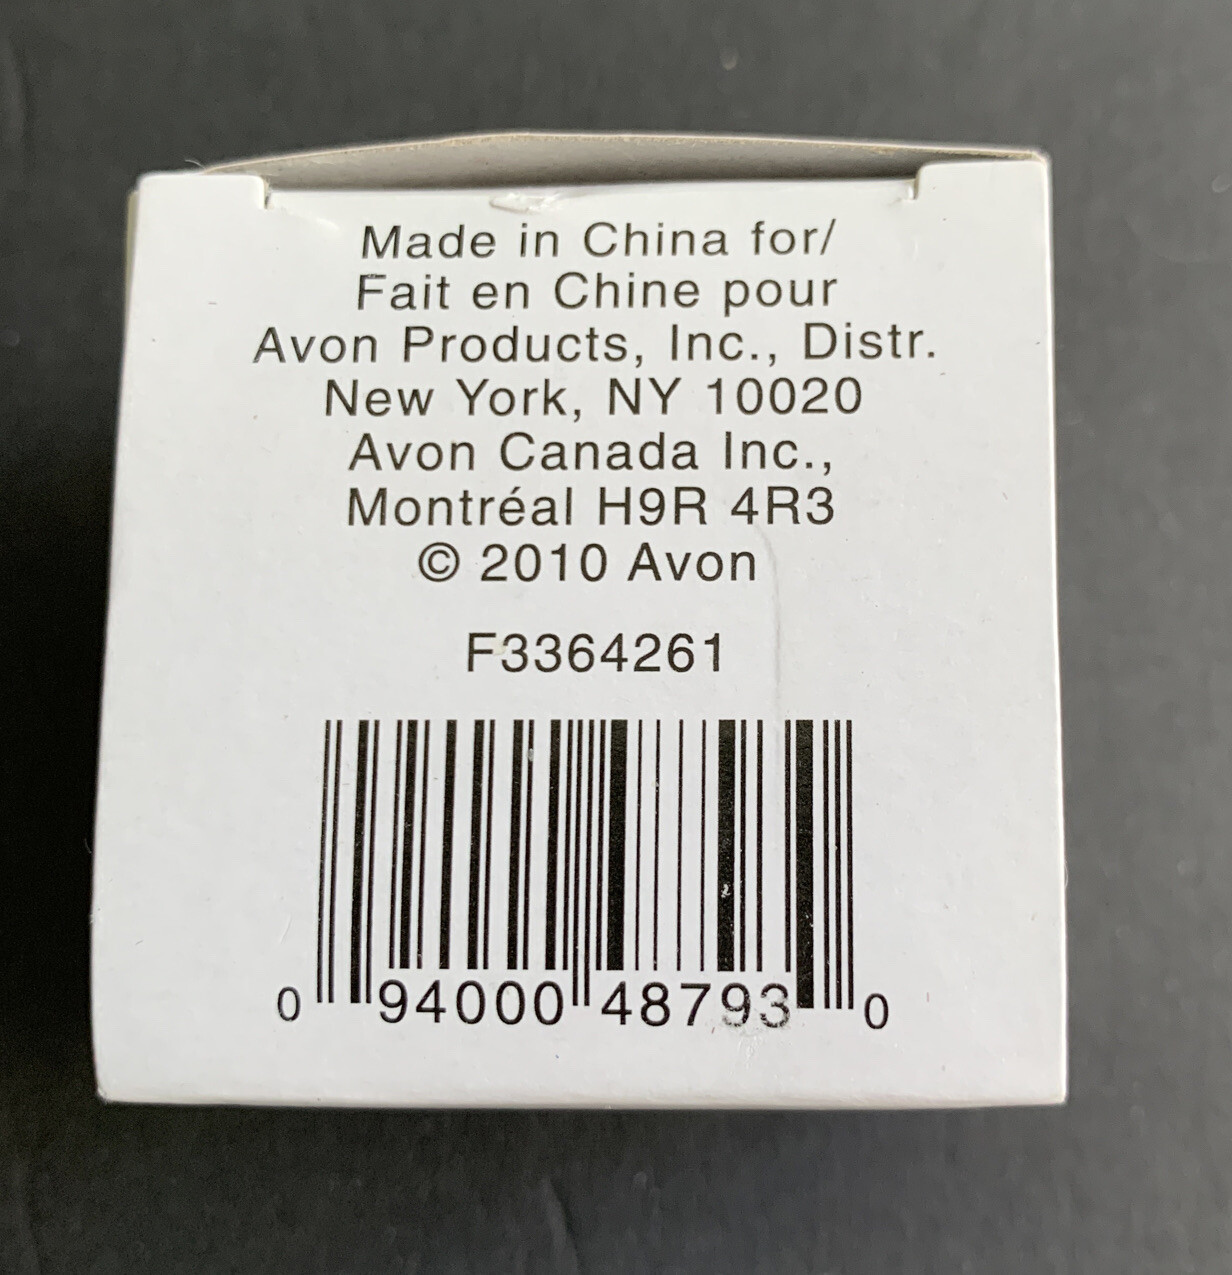 Made in China for/
Fait en Chine pour
Avon Products, Inc., Distr.
New York, NY 10020
Avon Canada Inc.,
Montréal H9R 4R3
© 2010 Avon
F3364261
0 94000 48793 0